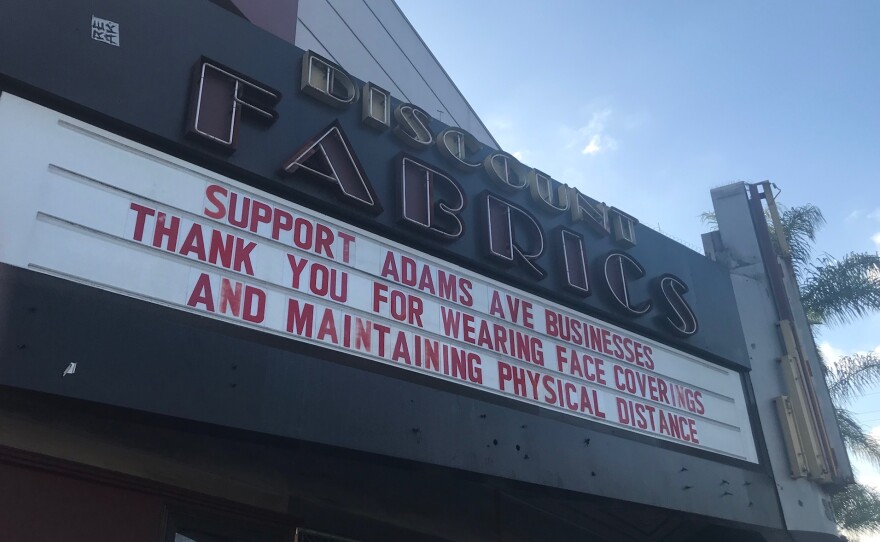 DISCOUNT
FABRICS
SUPPORT ADAMS AVE BUSINESSES
THANK YOU FOR WEARING FACE COVERINGS
AND MAINTAINING PHYSICAL DISTANCE